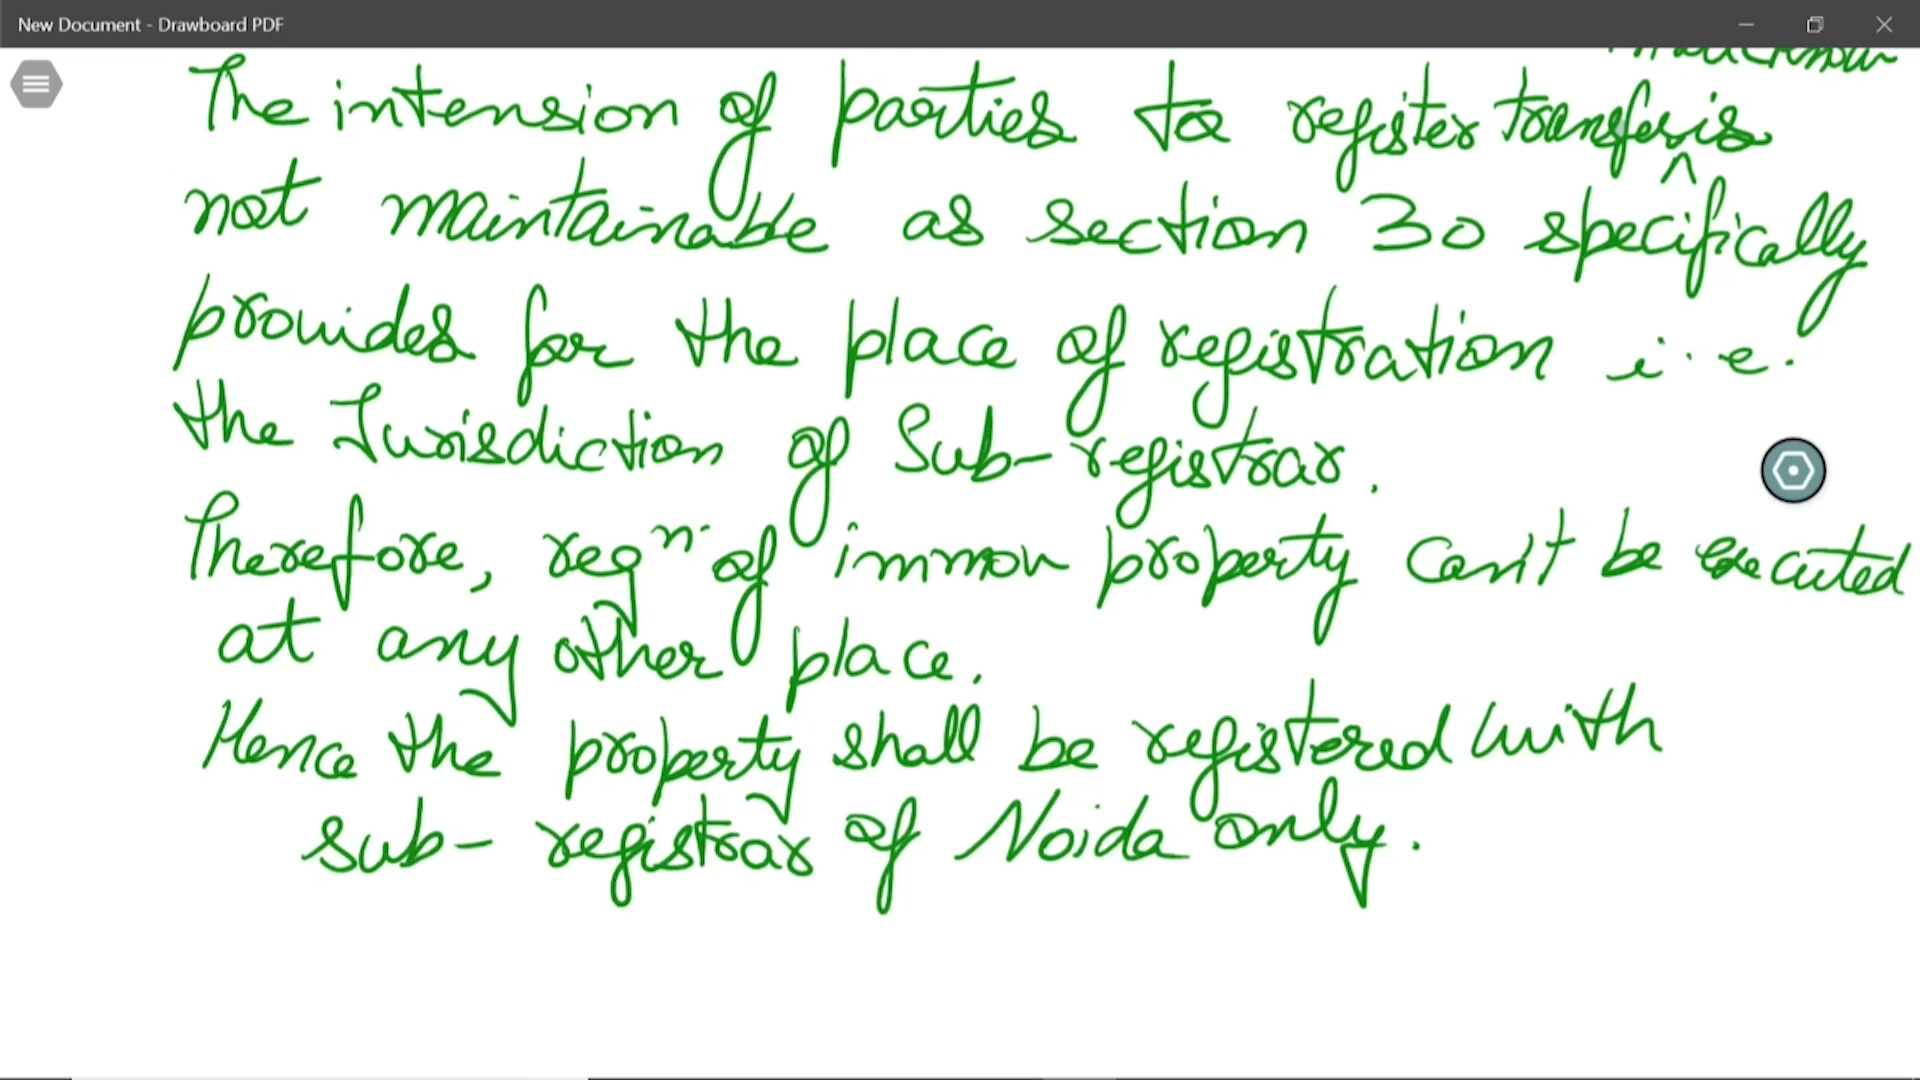 New Document - Drawboard PDF
The intension of parties to register transfer is
not maintainable as section 30 specifically
provides for the place of registration i.e.
the Jurisdiction of Sub-registrar.
Therefore, regn. of immov property can't be executed
at any other place.
Hence the property shall be registered with
sub-registrar of Noida only.